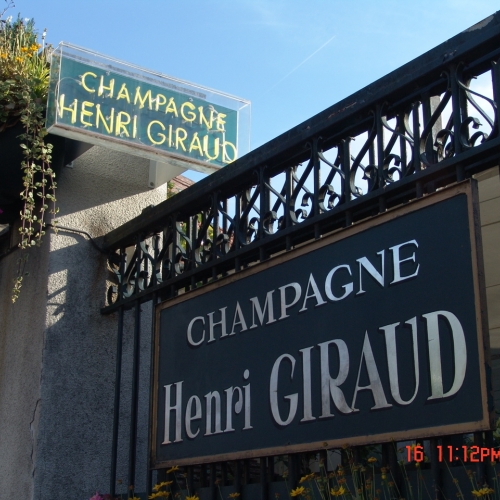 CHAMPAGNE
HENRI GIRAUD
CHAMPAGNE
Henri GIRAUD
16 11:12PM